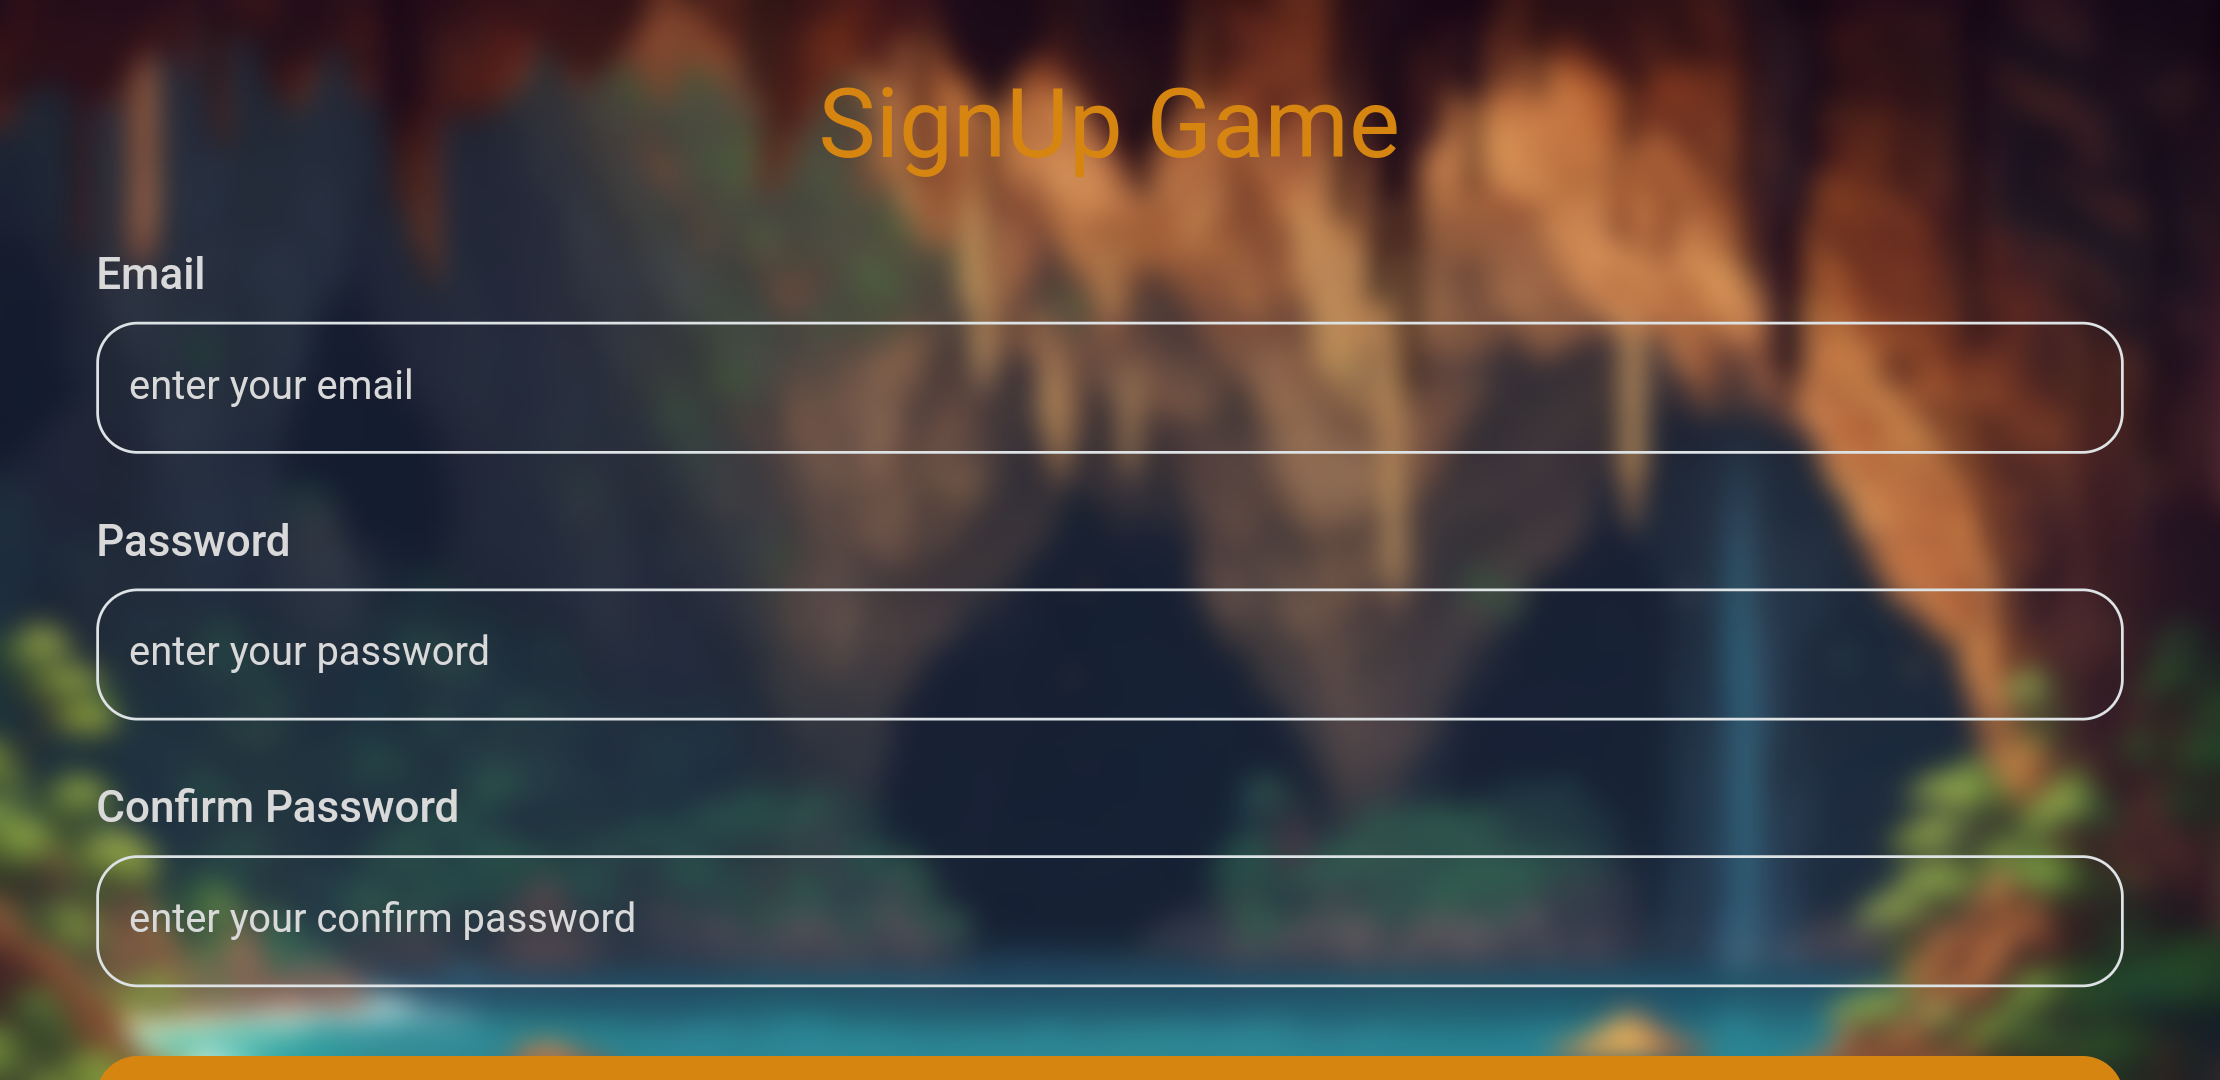 SignUp Game
Email
enter your email
Password
enter your password
Confirm Password
enter your confirm password